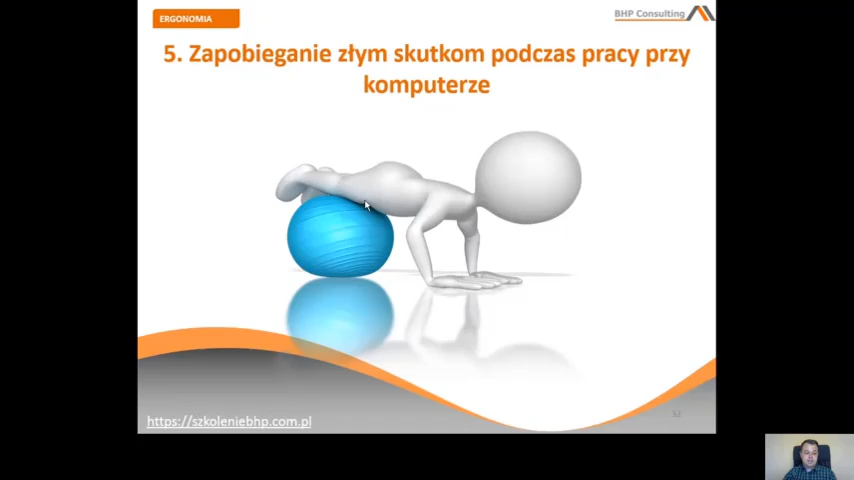 ERGONOMIA
BHP Consulting
5. Zapobieganie złym skutkom podczas pracy przy
komputerze
https://szkoleniebhp.com.pl